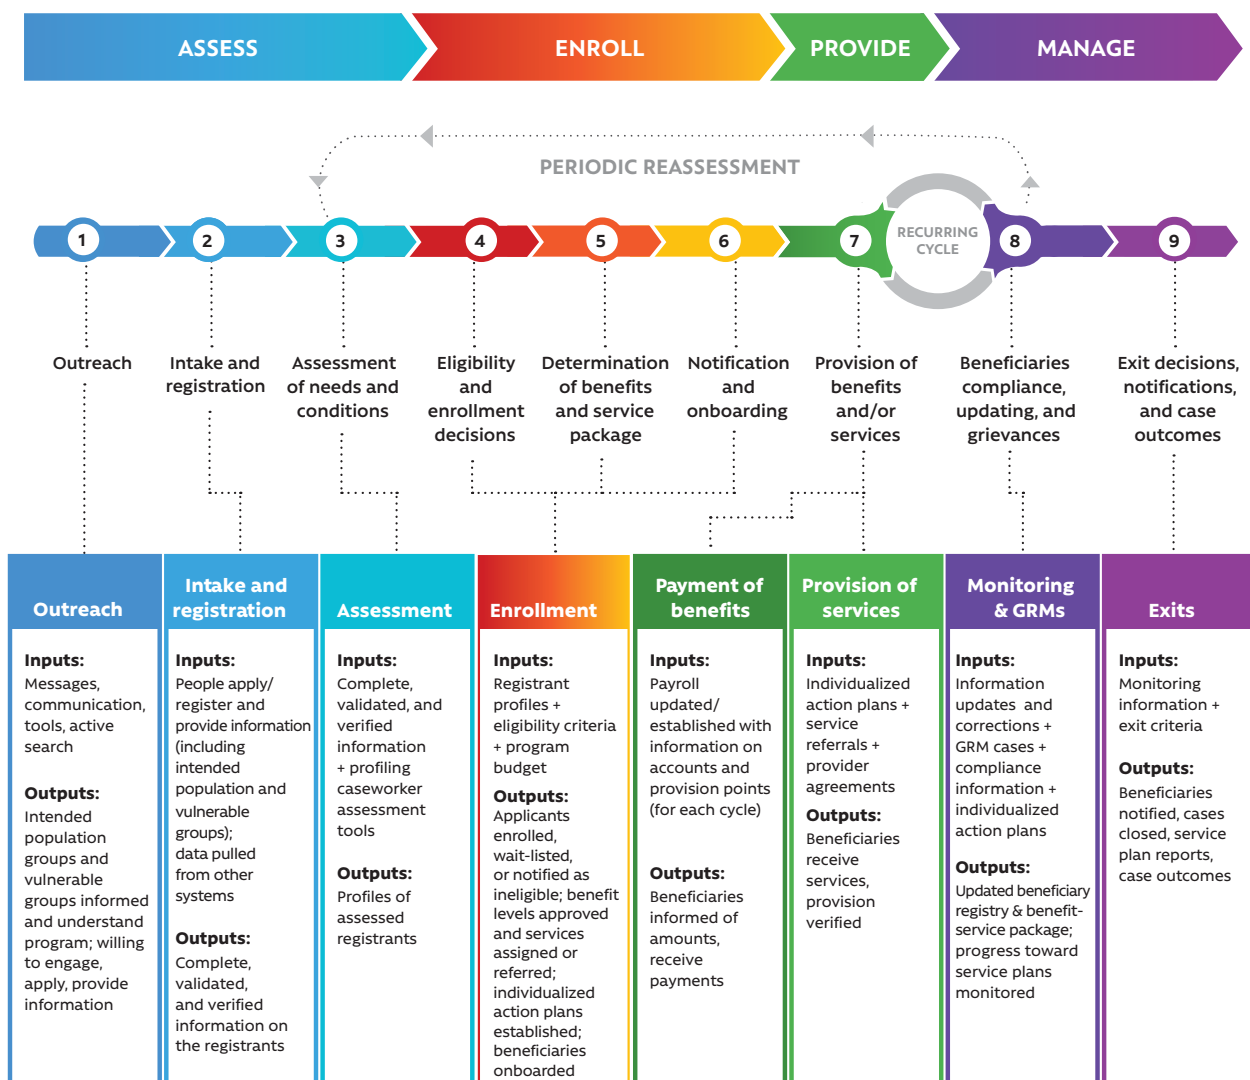 ASSESS
ENROLL
PROVIDE
MANAGE
PERIODIC REASSESSMENT
1
2
3
4
5
6
7
RECURRING
CYCLE
8
9
Outreach
Intake and
registration
Assessment
of needs and
conditions
Eligibility
and
enrollment
decisions
Determination
of benefits
and service
package
Notification
and
onboarding
Provision of
benefits
and/or
services
Beneficiaries
compliance,
updating, and
grievances
Exit decisions,
notifications,
and case
outcomes
Outreach
Inputs:
Messages,
communication,
tools, active
search
Outputs:
Intended
population
groups and
vulnerable
groups informed
and understand
program; willing
to engage,
apply, provide
information
Intake and
registration
Inputs:
People apply/
register and
provide information
(including
intended
population and
vulnerable
groups);
data pulled
from other
systems
Outputs:
Complete,
validated,
and verified
information on
the registrants
Assessment
Inputs:
Complete,
validated, and
verified
information
+ profiling
caseworker
assessment
tools
Outputs:
Profiles of
assessed
registrants
Enrollment
Inputs:
Registrant
profiles +
eligibility criteria
+ program
budget
Outputs:
Applicants
enrolled,
wait-listed,
or notified as
ineligible; benefit
levels approved
and services
assigned or
referred;
individualized
action plans
established;
beneficiaries
onboarded
Payment of
benefits
Inputs:
Payroll
updated/
established with
information on
accounts and
provision points
(for each cycle)
Outputs:
Beneficiaries
informed of
amounts,
receive
payments
Provision of
services
Inputs:
Individualized
action plans +
service
referrals +
provider
agreements
Outputs:
Beneficiaries
receive
services,
provision
verified
Monitoring
& GRMs
Inputs:
Information
updates and
corrections +
GRM cases +
compliance
information +
individualized
action plans
Outputs:
Updated beneficiary
registry & benefit-
service package;
progress toward
service plans
monitored
Exits
Inputs:
Monitoring
information +
exit criteria
Outputs:
Beneficiaries
notified, cases
closed, service
plan reports,
case outcomes